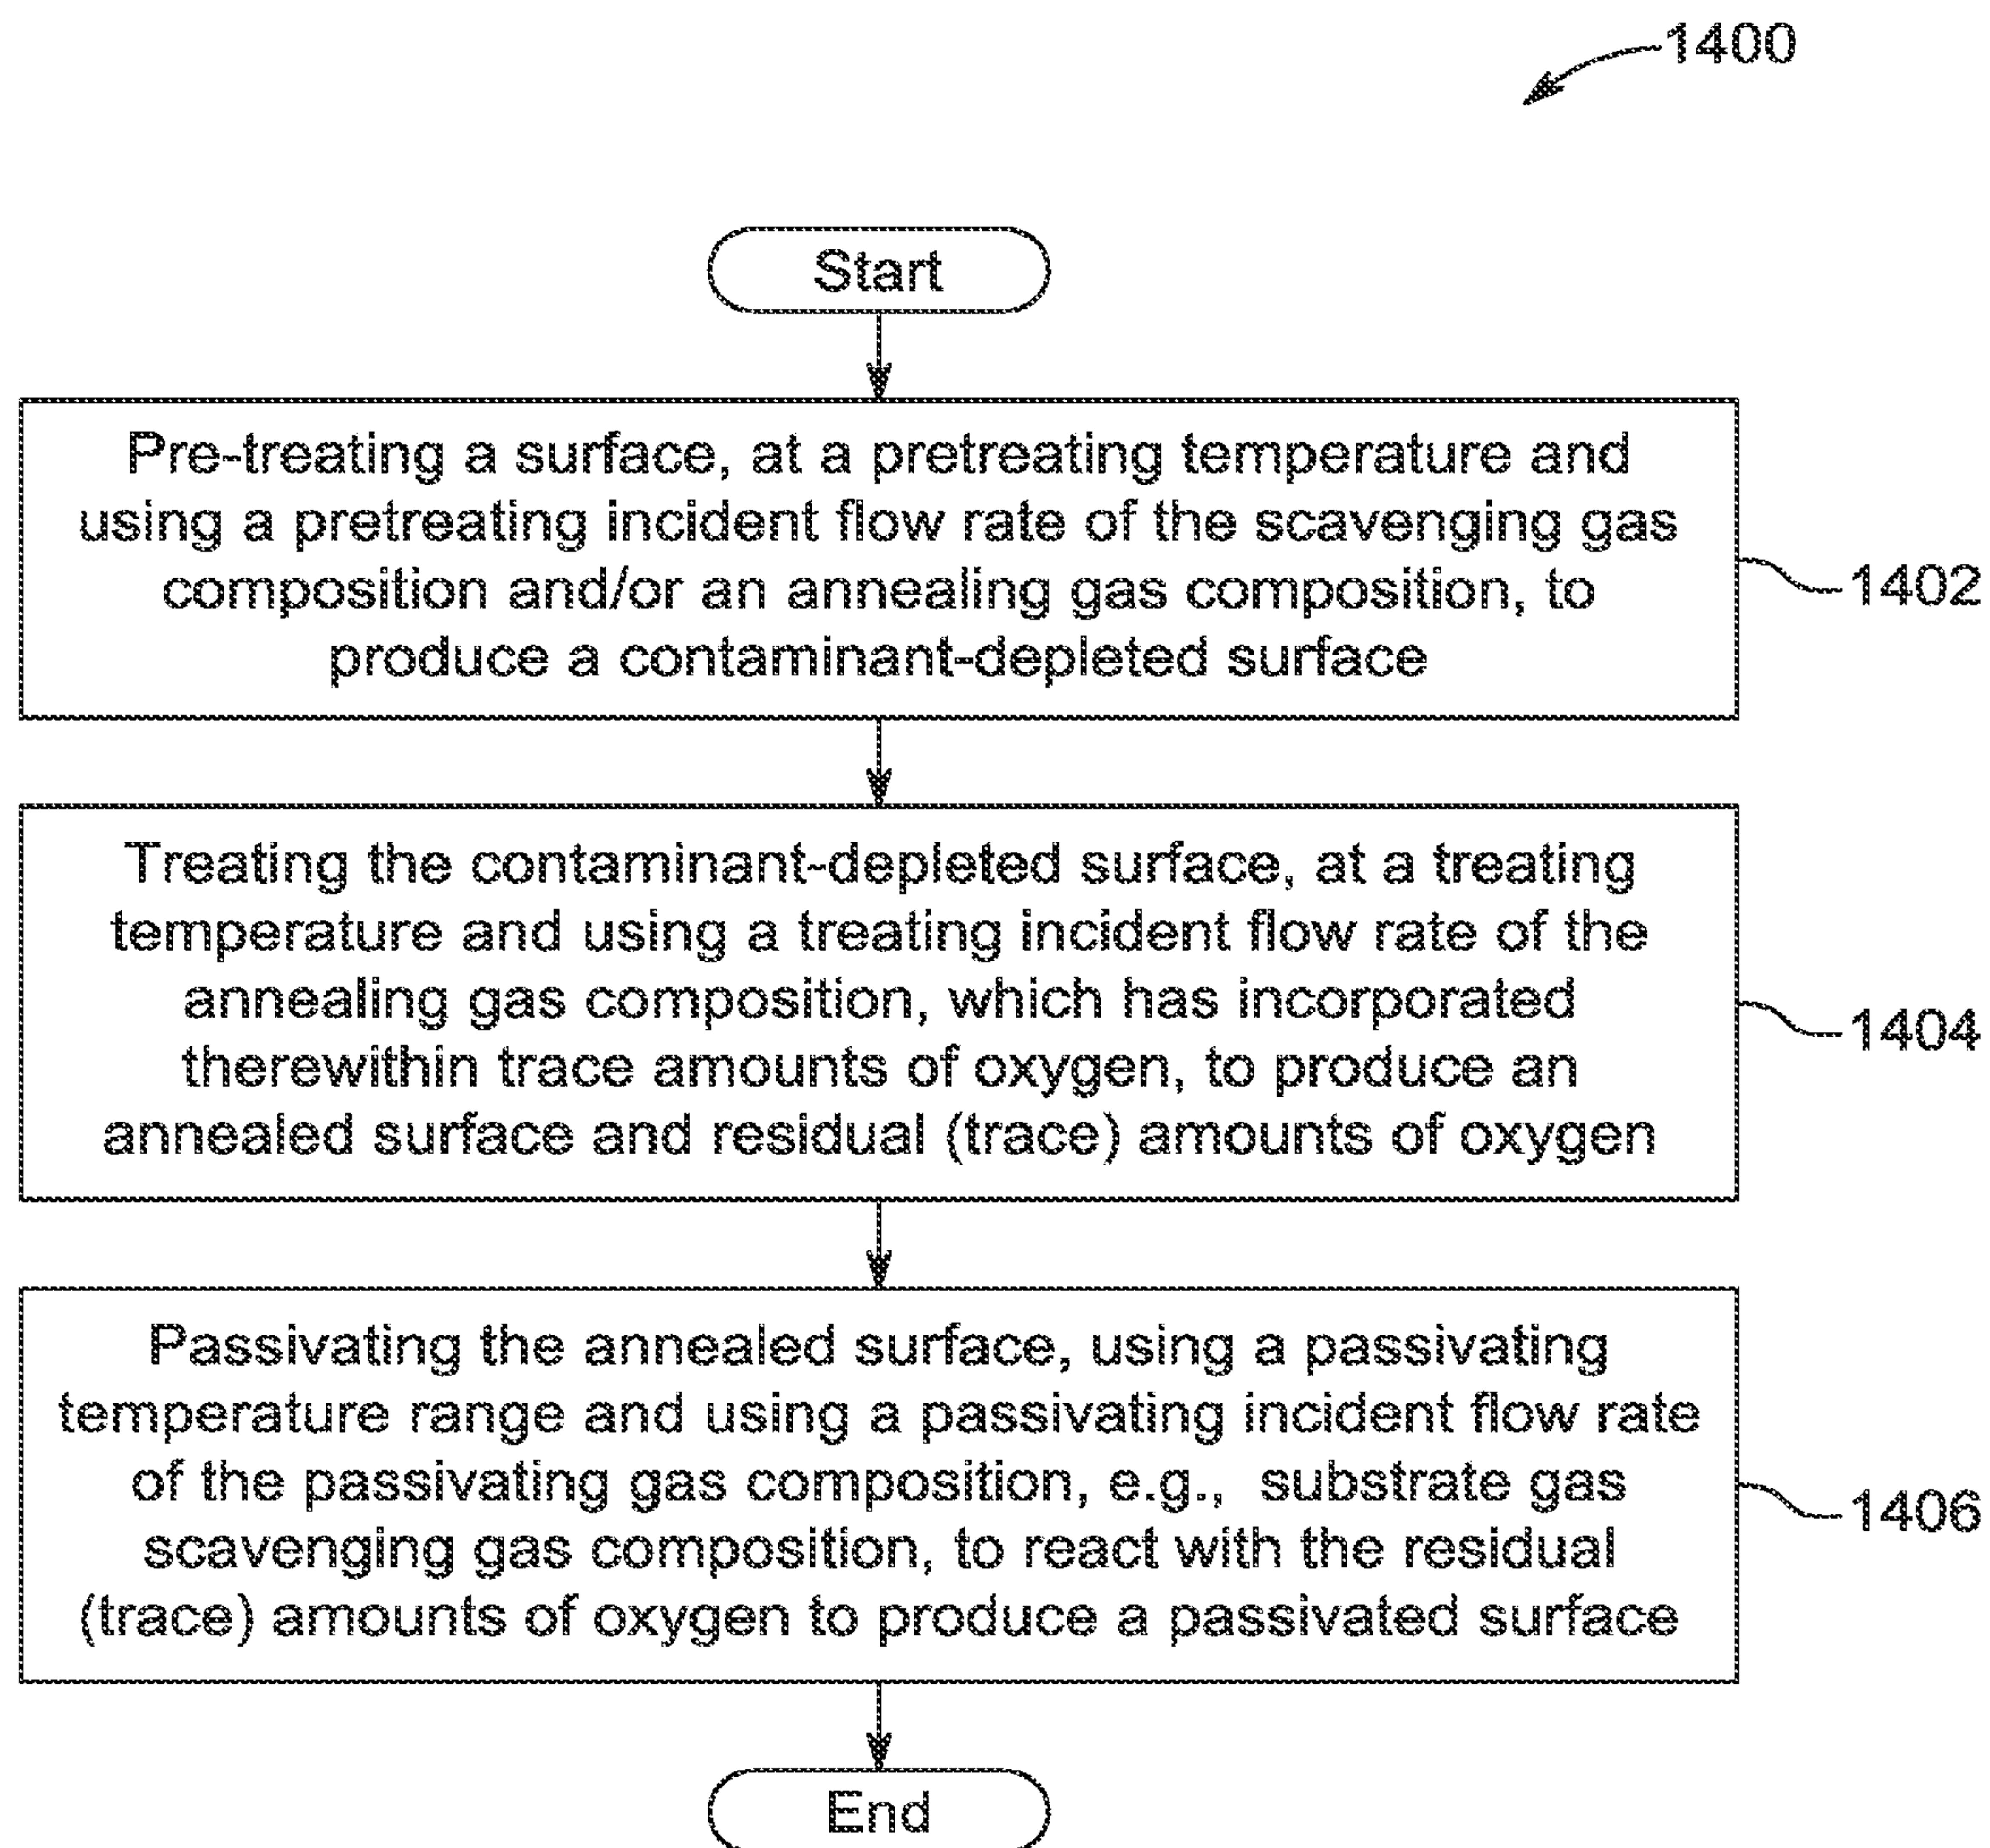 1400
Start
Pre-treating a surface, at a pretreating temperature and
using a pretreating incident flow rate of the scavenging gas
composition and/or an annealing gas composition, to
produce a contaminant-depleted surface
1402
Treating the contaminant-depleted surface, at a treating
temperature and using a treating incident flow rate of the
annealing gas composition, which has incorporated
therewithin trace amounts of oxygen, to produce an
annealed surface and residual (trace) amounts of oxygen
1404
Passivating the annealed surface, using a passivating
temperature range and using a passivating incident flow rate
of the passivating gas composition, e.g., substrate gas
scavenging gas composition, to react with the residual
(trace) amounts of oxygen to produce a passivated surface
1406
End